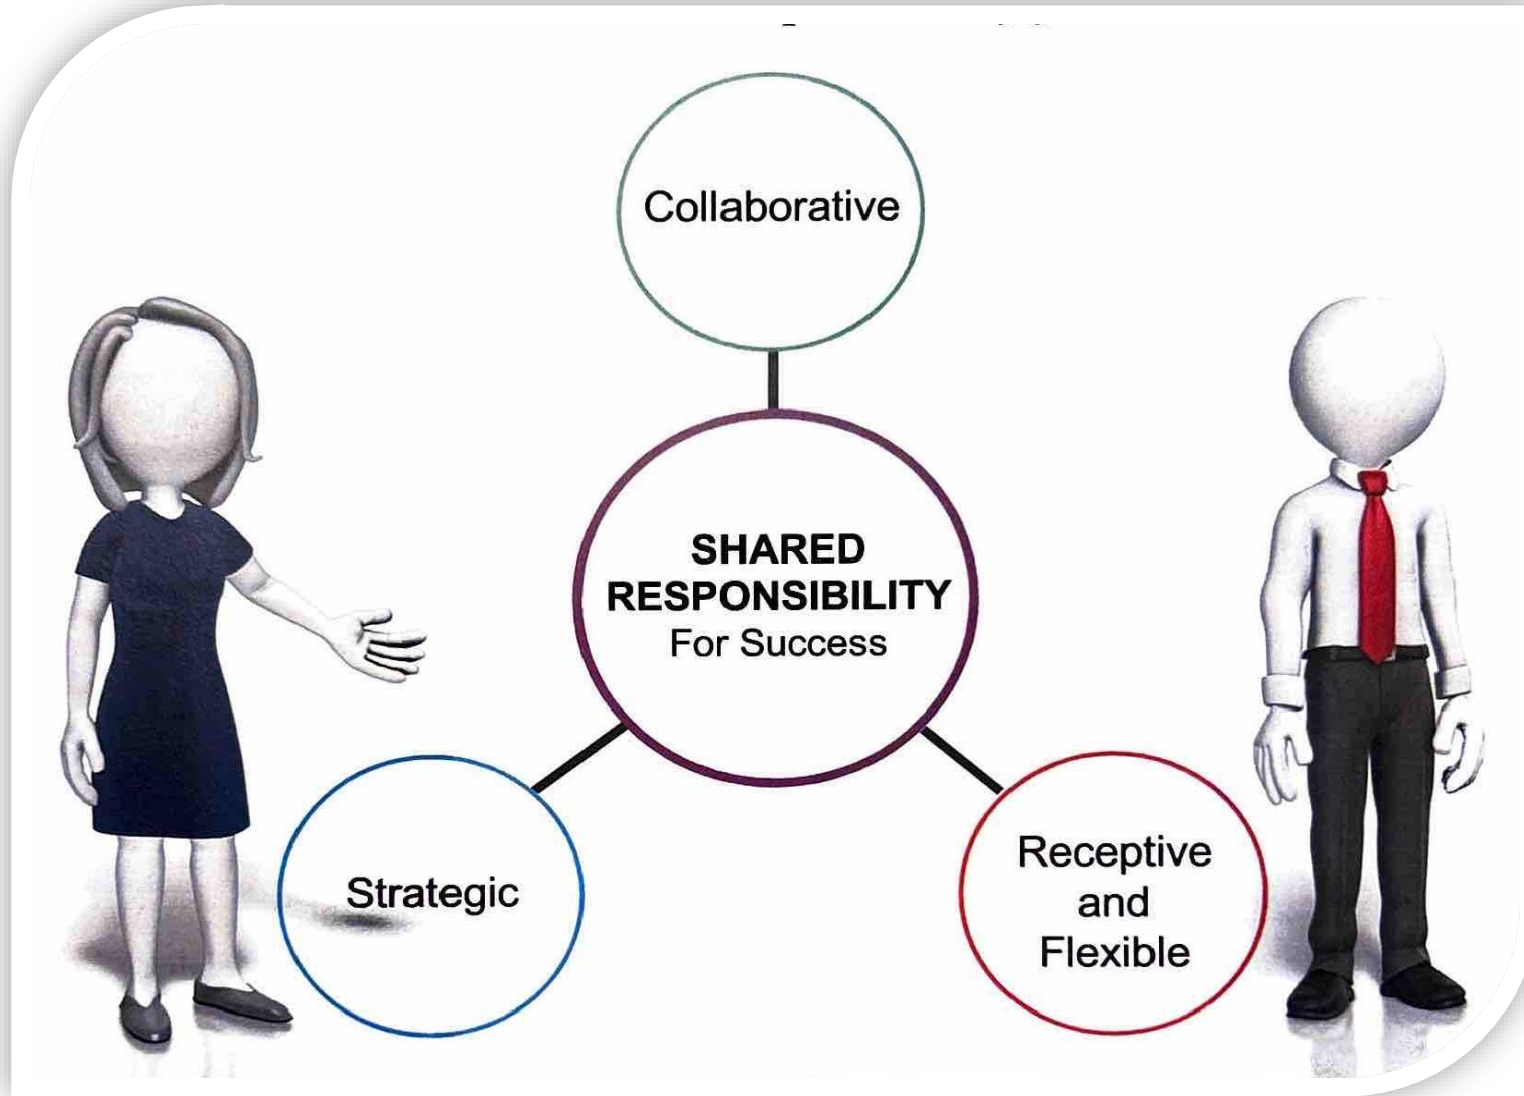 Collaborative
SHARED
RESPONSIBILITY
For Success
Strategic
Receptive
and
Flexible